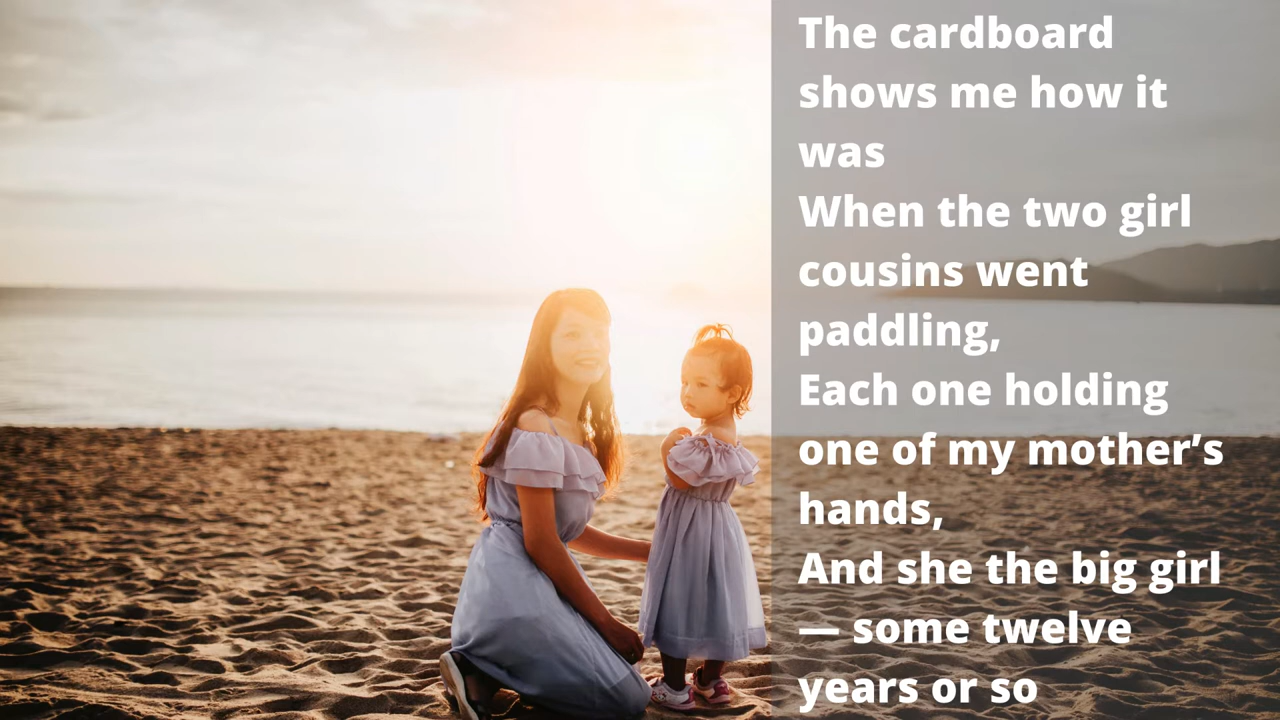 The cardboard
shows me how it
was
When the two girl
cousins went
paddling,
Each one holding
one of my mother’s
hands,
And she the big girl
— some twelve
years or so